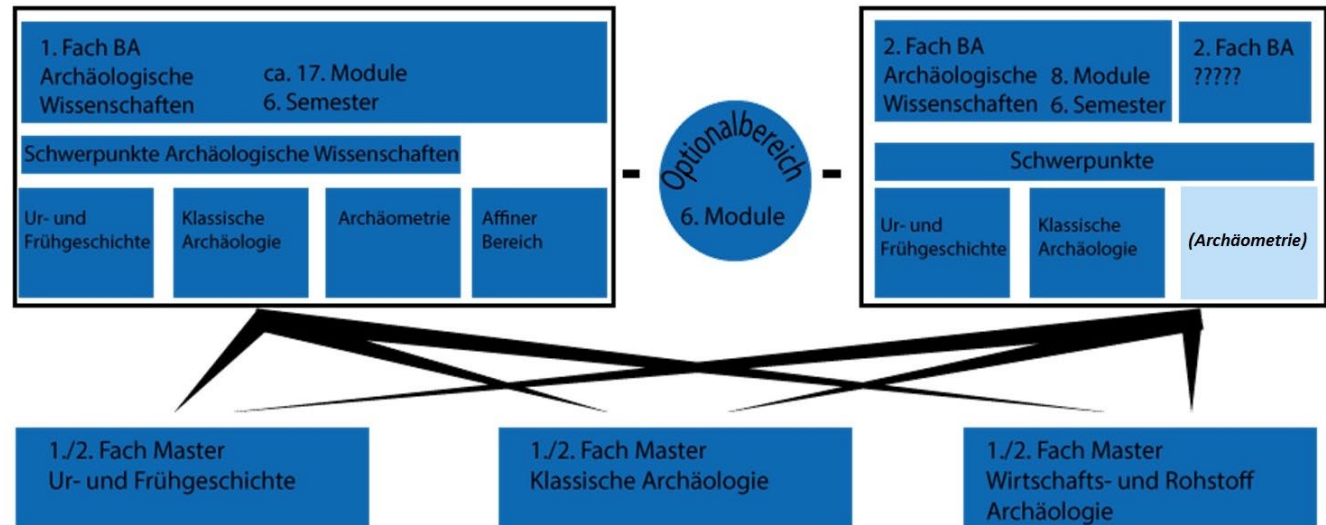 1. Fach BA
Archäologische
Wissenschaften
ca. 17. Module
6. Semester
Schwerpunkte Archäologische Wissenschaften
Ur- und
Frühgeschichte
Klassische
Archäologie
Archäometrie
Affiner
Bereich
-
Optionalbereich
6. Module
-
2. Fach BA
Archäologische
Wissenschaften
8. Module
6. Semester
2. Fach BA
?????
Schwerpunkte
Ur- und
Frühgeschichte
Klassische
Archäologie
(Archäometrie)
1./2. Fach Master
Ur- und Frühgeschichte
1./2. Fach Master
Klassische Archäologie
1./2. Fach Master
Wirtschafts- und Rohstoff
Archäologie